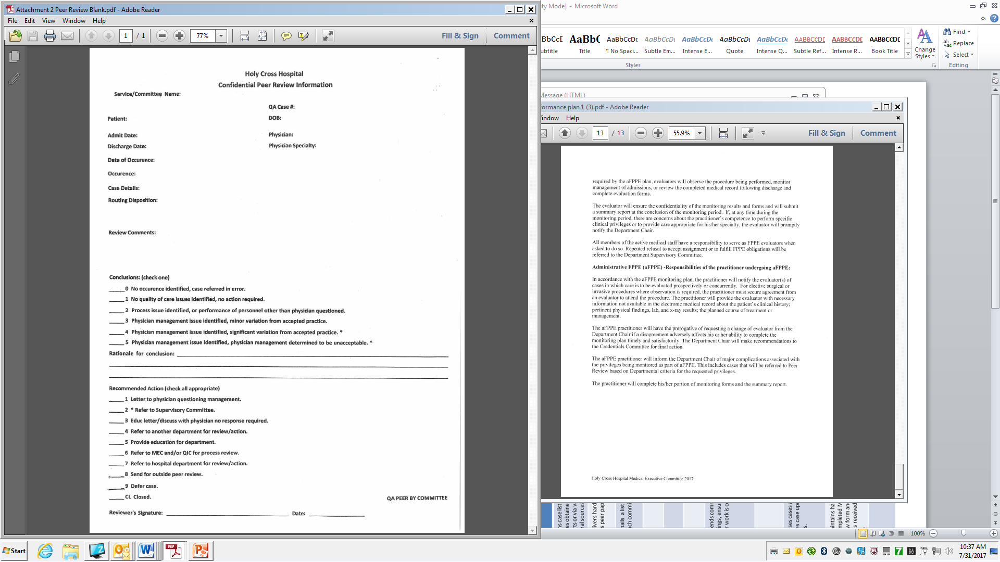 Attachment 2 Peer Review Blank.pdf - Adobe Reader
File Edit View Window Help
1 / 1 77% Fill & Sign Comment
Holy Cross Hospital
Confidential Peer Review Information
Service/Committee Name:
QA Case #:
Patient: DOB:
Admit Date: Physician:
Discharge Date: Physician Specialty:
Date of Occurence:
Occurence:
Case Details:
Routing Disposition:
Review Comments:
Conclusions: (check one)
_____0 No occurence identified, case referred in error.
_____1 No quality of care issues identified, no action required.
_____2 Process issue identified, or performance of personnel other than physician questioned.
_____3 Physician management issue identified, minor variation from accepted practice.
_____4 Physician management issue identified, significant variation from accepted practice. *
_____5 Physician management issue identified, physician management determined to be unacceptable. *
Rationale for conclusion:
Recommended Action (check all appropriate)
_____1 Letter to physician questioning management.
_____2 * Refer to Supervisory Committee.
_____3 Educ letter/discuss with physician no response required.
_____4 Refer to another department for review/action.
_____5 Provide education for department.
_____6 Refer to MEC and/or QIC for process review.
_____7 Refer to hospital department for review/action.
_____8 Send for outside peer review.
_____9 Defer case.
_____CL Closed.
QA PEER BY COMMITTEE
Reviewer's Signature: Date:
ty Mode] - Microsoft Word
AaBbC AaBbCcDc AaBbCcDc AaBbCcDc AaBbCcDc AaBbCcDc AABBCCDE AABBCCDE AABBCCDE
ubtitle Title ¶ No Spaci... Subtle Em... Intense E... Quote Intense Q... Subtle Ref... Intense R... Book Title
Change Styles
Find
Replace
Select
Styles Editing
Message (HTML)
formance plan 1 (3).pdf - Adobe Reader
indow Help
13 / 13 55.9% Fill & Sign Comment
required by the aFPPE plan, evaluators will observe the procedure being performed, monitor
management of admissions, or review the completed medical record following discharge and
complete evaluation forms.
The evaluator will ensure the confidentiality of the monitoring results and forms and will submit
a summary report at the conclusion of the monitoring period. If, at any time during the
monitoring period, there are concerns about the practitioner's competence to perform specific
clinical privileges or to provide care appropriate for his/her specialty, the evaluator will promptly
notify the Department Chair.
All members of the active medical staff have a responsibility to serve as FPPE evaluators when
asked to do so. Repeated refusal to accept assignment or to fulfill FPPE obligations will be
referred to the Department Supervisory Committee.
Administrative FPPE (aFPPE) -Responsibilities of the practitioner undergoing aFPPE:
In accordance with the aFPPE monitoring plan, the practitioner will notify the evaluator(s) of
cases in which care is to be evaluated prospectively or concurrently. For elective surgical or
invasive procedures where observation is required, the practitioner must secure agreement from
an evaluator to attend the procedure. The practitioner will provide the evaluator with necessary
information not available in the electronic medical record about the patient's clinical history;
pertinent physical findings, lab, and x-ray results; the planned course of treatment or
management.
The aFPPE practitioner will have the prerogative of requesting a change of evaluator from the
Department Chair if a disagreement adversely affects his or her ability to complete the
monitoring plan timely and satisfactorily. The Department Chair will make recommendations to
the Credentials Committee for final action.
The aFPPE practitioner will inform the Department Chair of major complications associated with
the privileges being monitored as part of aFPPE. This includes cases that will be referred to Peer
Review based on Departmental criteria for the requested privileges.
The practitioner will complete his/her portion of monitoring forms and the summary report.
Holy Cross Hospital Medical Executive Committee 2017
100%
Start
10:37 AM
7/31/2017